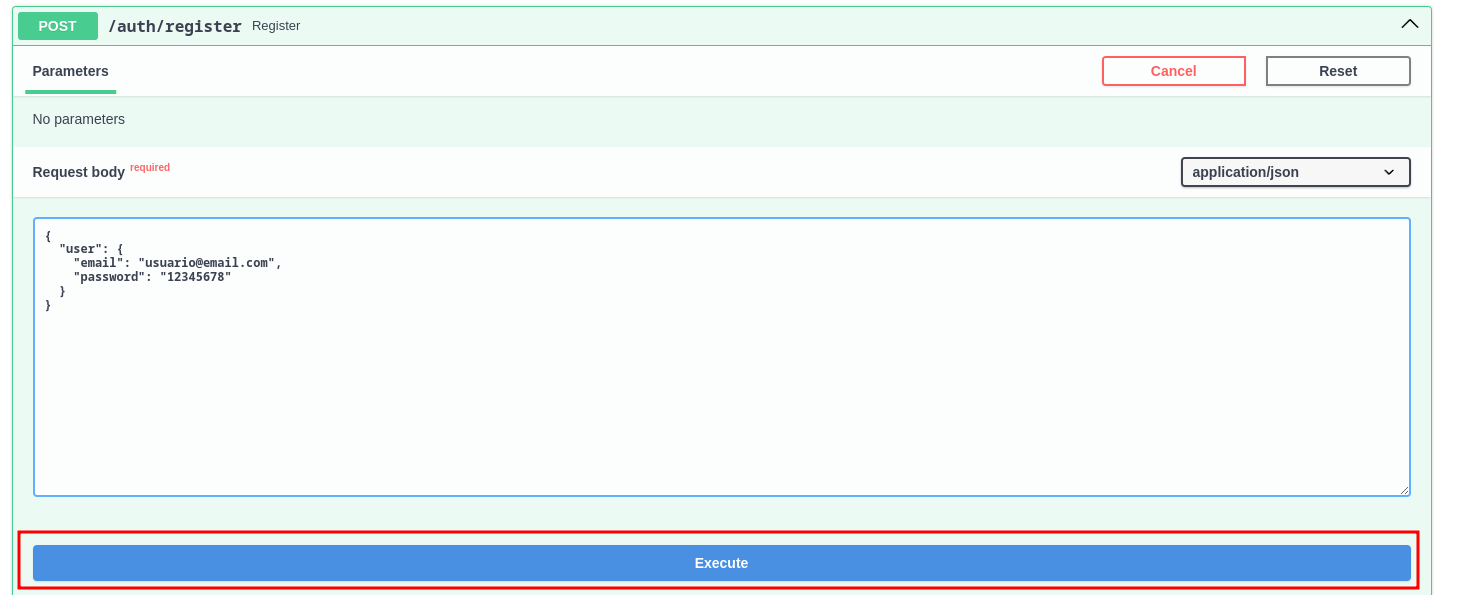 POST /auth/register Register
Parameters
Cancel
Reset
No parameters
Request body required
application/json
{
  "user": {
    "email": "usuario@email.com",
    "password": "12345678"
  }
}
Execute